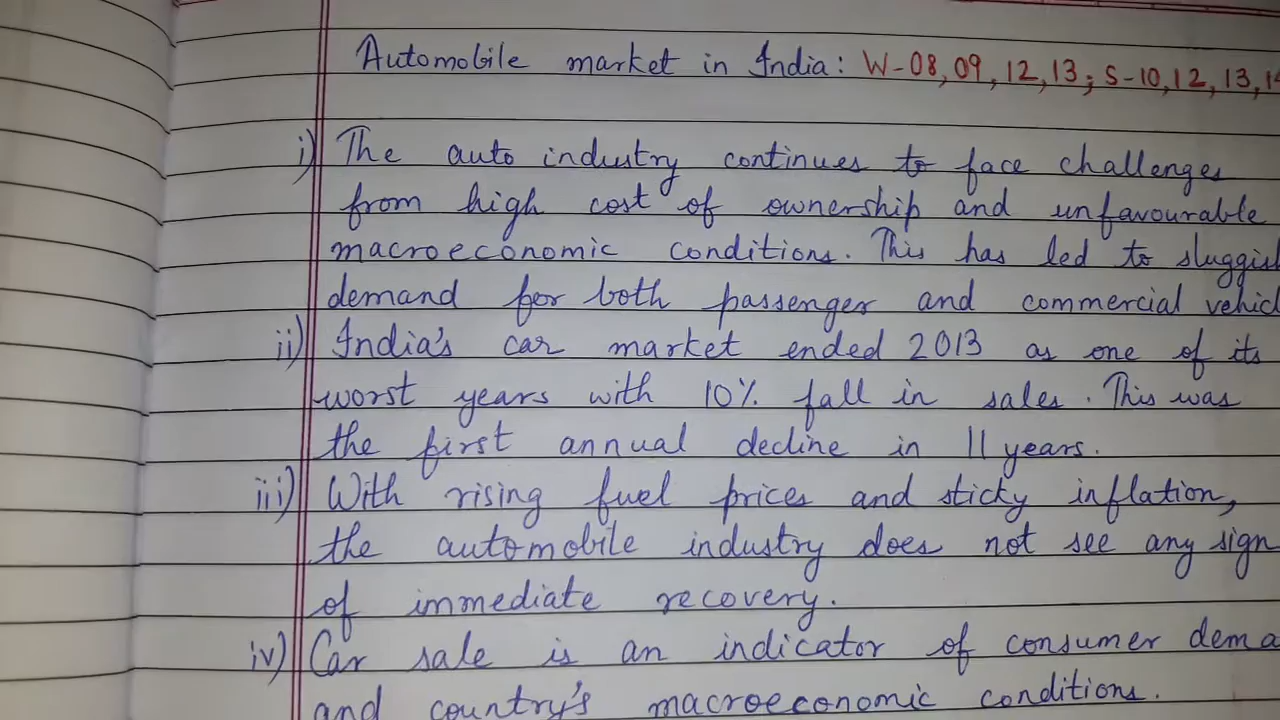 Automobile market in India: W-08, 09, 12, 13; S-10, 12, 13, 14
i) The auto industry continues to face challenges
from high cost of ownership and unfavourable
macroeconomic conditions. This has led to sluggish
demand for both passenger and commercial vehic
ii) India's car market ended 2013 as one of its
worst years with 10% fall in sales. This was
the first annual decline in 11 years.
iii) With rising fuel prices and sticky inflation,
the automobile industry does not see any sign
of immediate recovery.
iv) Car sale is an indicator of consumer dema
and country's macroeconomic conditions.